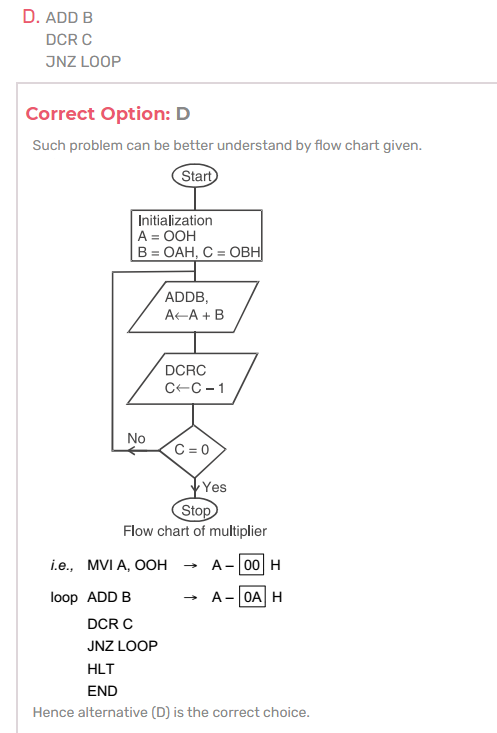 D. ADD B
DCR C
JNZ LOOP
Correct Option: D
Such problem can be better understand by flow chart given.
Start
Initialization
A = OOH
B = OAH, C = OBH
ADDB,
A←A + B
DCRC
C←C – 1
No
C = 0
Yes
Stop
Flow chart of multiplier
i.e., MVI A, OOH → A – 00 H
loop ADD B → A – 0A H
DCR C
JNZ LOOP
HLT
END
Hence alternative (D) is the correct choice.